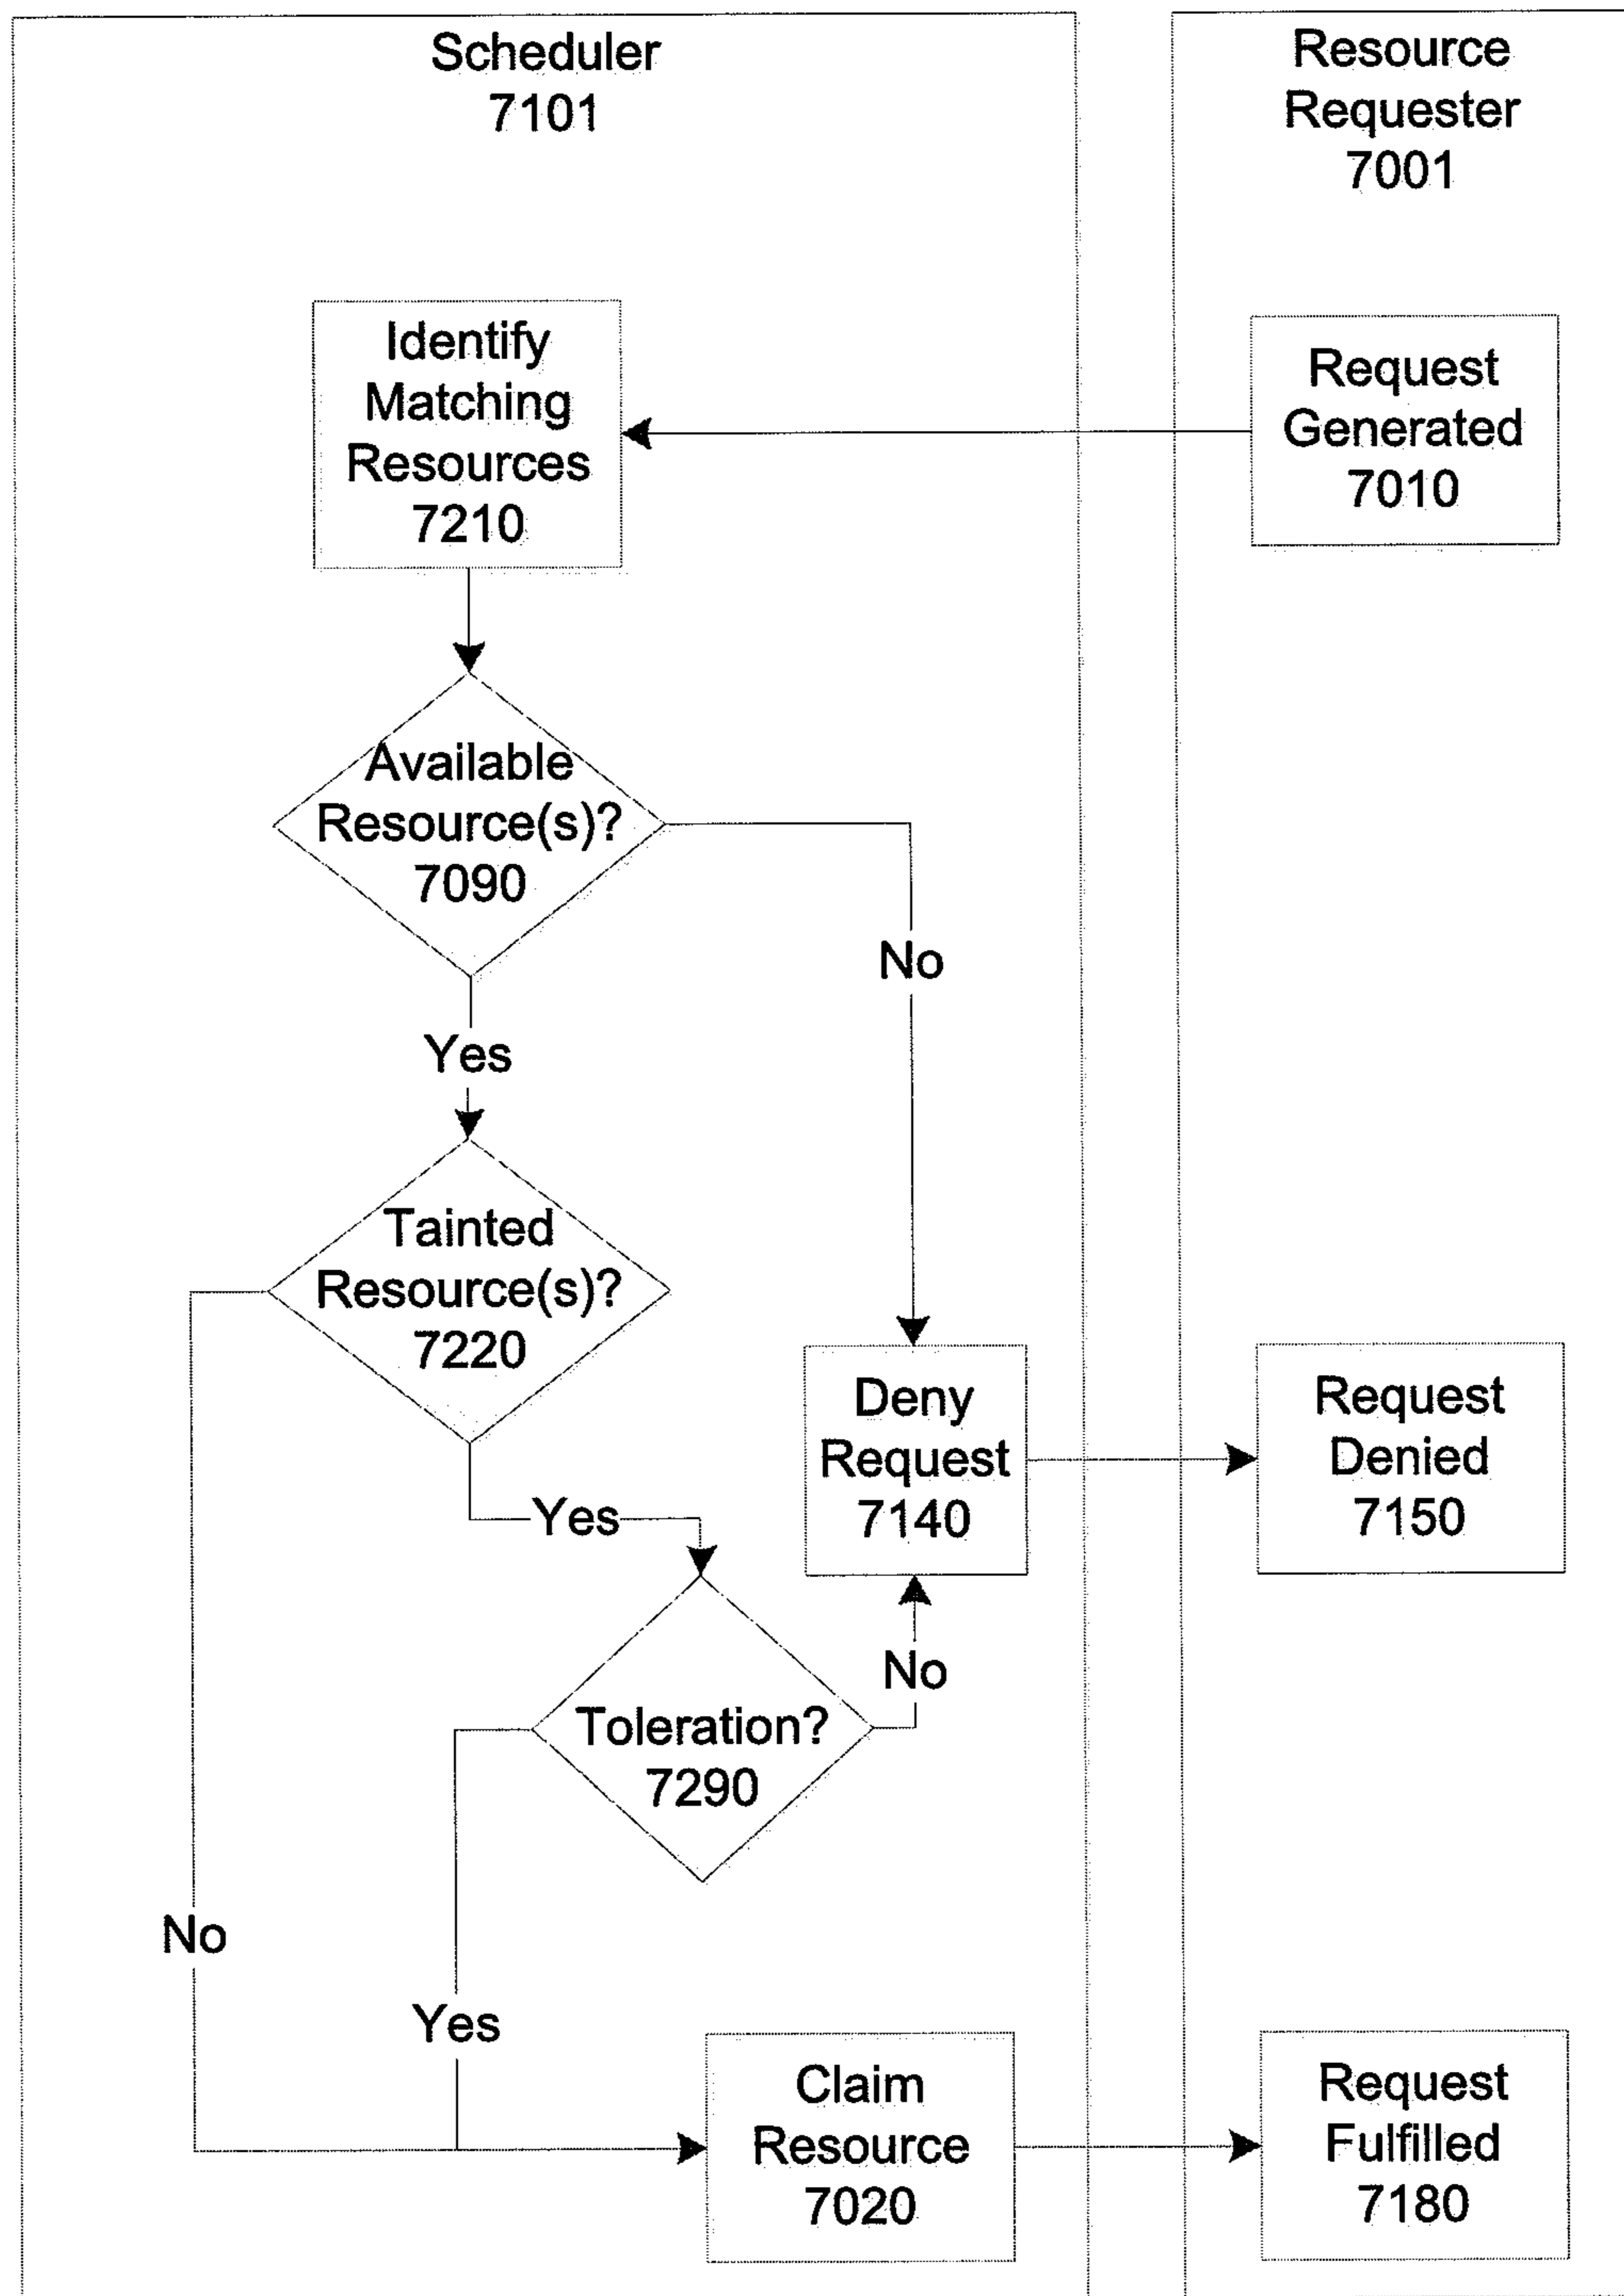 Scheduler
7101
Resource
Requester
7001
Identify
Matching
Resources
7210
Request
Generated
7010
Available
Resource(s)?
7090
No
Yes
Tainted
Resource(s)?
7220
Deny
Request
7140
Request
Denied
7150
Yes
No
Toleration?
7290
No
Yes
Claim
Resource
7020
Request
Fulfilled
7180